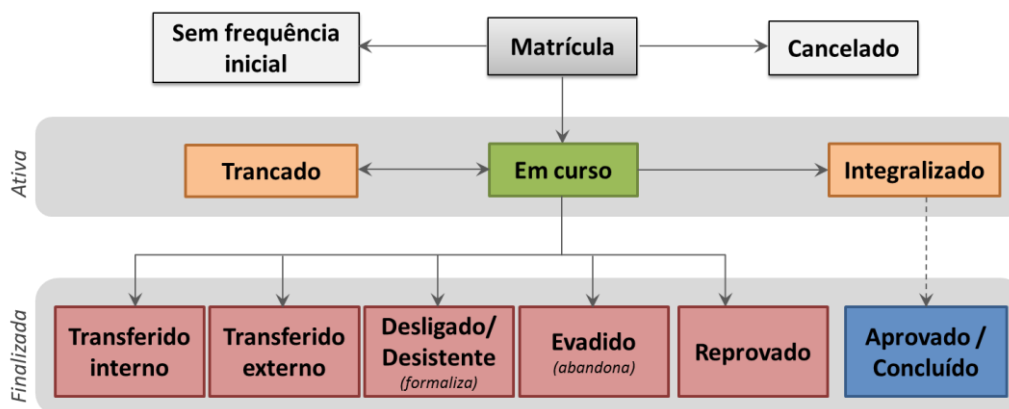 Sem frequência
inicial
Matrícula
Cancelado
Ativa
Trancado
Em curso
Integralizado
Finalizada
Transferido
interno
Transferido
externo
Desligado/
Desistente
(formaliza)
Evadido
(abandona)
Reprovado
Aprovado /
Concluído